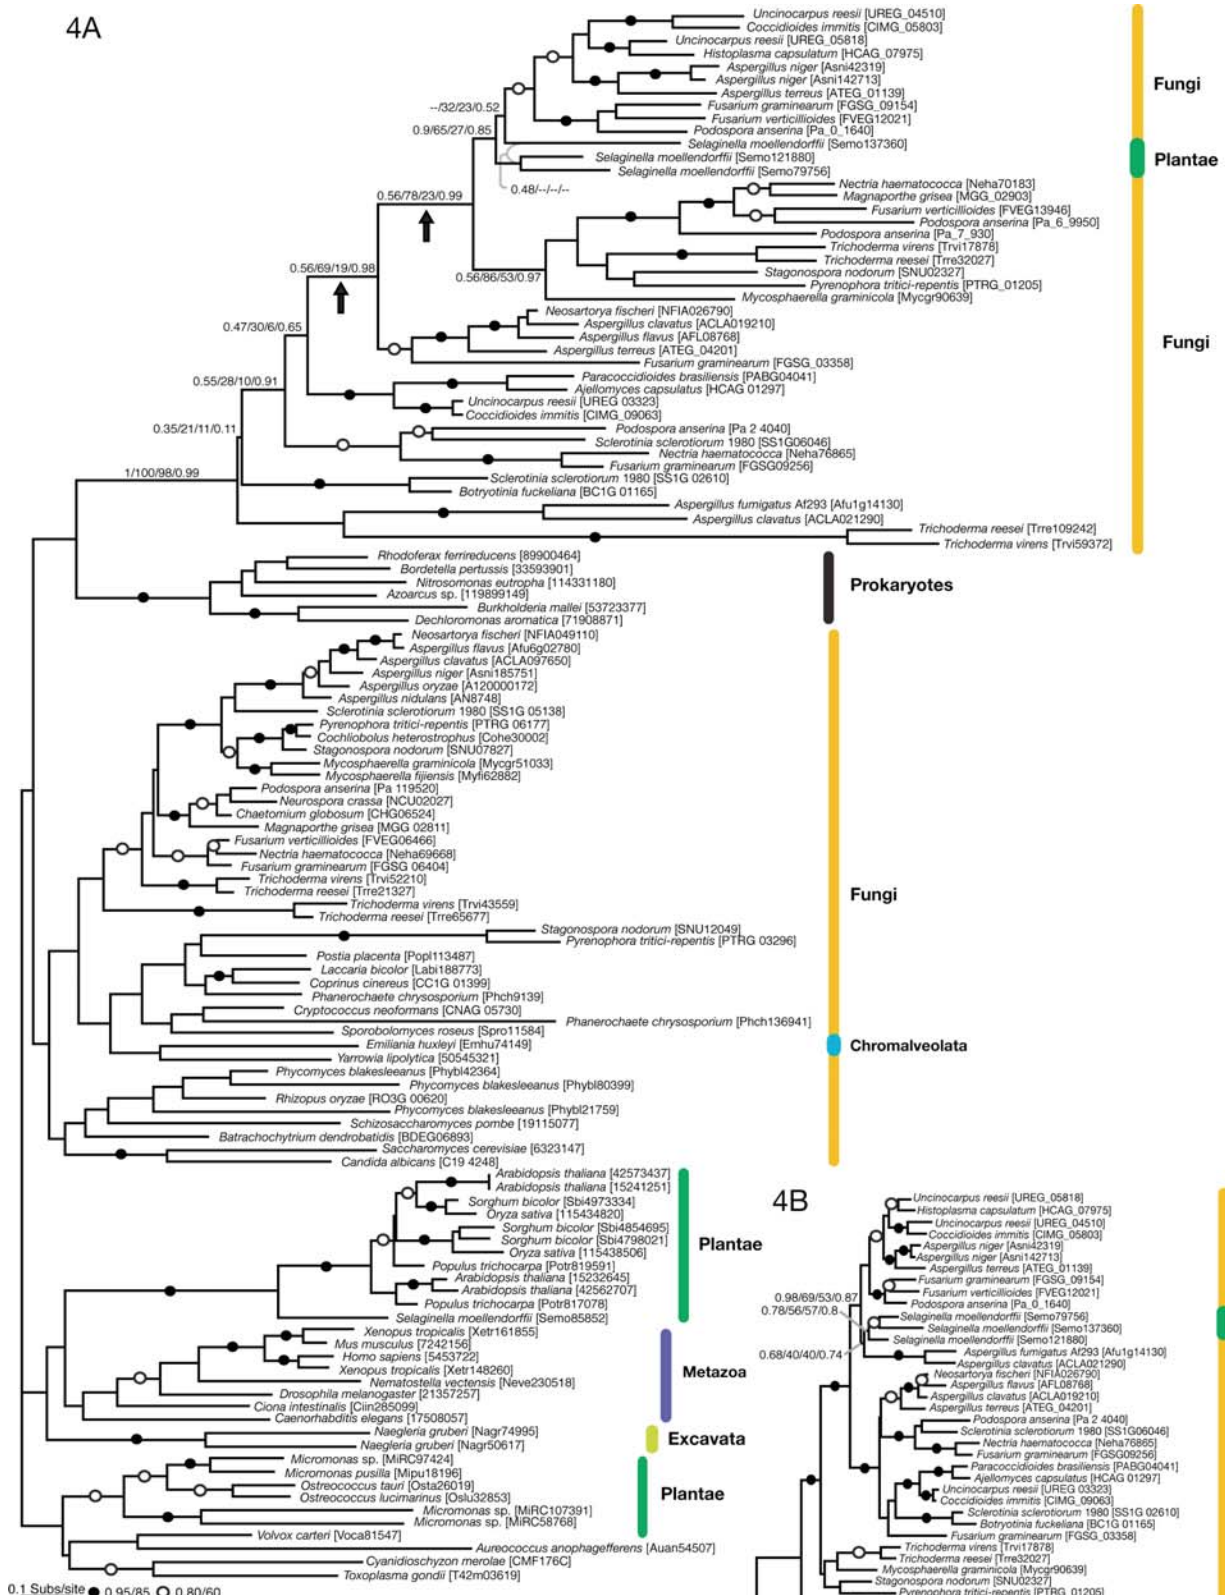 4A
Uncinocarpus reesii [UREG_04510]
Coccidioides immitis [CIMG_05803]
Uncinocarpus reesii [UREG_05818]
Histoplasma capsulatum [HCAG_07975]
Aspergillus niger [Asni42319]
Aspergillus niger [Asni142713]
Aspergillus terreus [ATEG_01139]
Fusarium graminearum [FGSG_09154]
Fusarium verticillioides [FVEG12021]
Podospora anserina [Pa_0_1640]
Selaginella moellendorffii [Semo137360]
Selaginella moellendorffii [Semo121880]
Selaginella moellendorffii [Semo79756]
Fungi
Plantae
--/32/23/0.52
0.9/65/27/0.85
0.48/--/--/--
0.56/78/23/0.99
Nectria haematococca [Neha70183]
Magnaporthe grisea [MGG_02903]
Fusarium verticillioides [FVEG13946]
Podospora anserina [Pa_6_9950]
Podospora anserina [Pa_7_930]
Trichoderma virens [Trvi17878]
Trichoderma reesei [Trre32027]
Stagonospora nodorum [SNU02327]
Pyrenophora tritici-repentis [PTRG_01205]
Mycosphaerella graminicola [Mycgr90639]
0.56/69/19/0.98
0.56/86/53/0.97
Neosartorya fischeri [NFIA026790]
Aspergillus clavatus [ACLA019210]
Aspergillus flavus [AFL08768]
Aspergillus terreus [ATEG_04201]
Fusarium graminearum [FGSG_03358]
Fungi
0.47/30/6/0.65
Paracoccidioides brasiliensis [PABG04041]
Ajellomyces capsulatus [HCAG 01297]
Uncinocarpus reesii [UREG 03323]
Coccidioides immitis [CIMG_09063]
0.55/28/10/0.91
Podospora anserina [Pa 2 4040]
Sclerotinia sclerotiorum 1980 [SS1G06046]
Nectria haematococca [Neha76865]
Fusarium graminearum [FGSG09256]
0.35/21/11/0.11
Sclerotinia sclerotiorum 1980 [SS1G 02610]
Botryotinia fuckeliana [BC1G 01165]
1/100/98/0.99
Aspergillus fumigatus Af293 [Afu1g14130]
Aspergillus clavatus [ACLA021290]
Trichoderma reesei [Trre109242]
Trichoderma virens [Trvi59372]
Rhodoferax ferrireducens [89900464]
Bordetella pertussis [33593901]
Nitrosomonas eutropha [114331180]
Azoarcus sp. [119899149]
Burkholderia mallei [53723377]
Dechloromonas aromatica [71908871]
Prokaryotes
Neosartorya fischeri [NFIA049110]
Aspergillus flavus [Afu6g02780]
Aspergillus clavatus [ACLA097650]
Aspergillus niger [Asni185751]
Aspergillus oryzae [A120000172]
Aspergillus nidulans [AN8748]
Sclerotinia sclerotiorum 1980 [SS1G 05138]
Pyrenophora tritici-repentis [PTRG 06177]
Cochliobolus heterostrophus [Cohe30002]
Stagonospora nodorum [SNU07827]
Mycosphaerella graminicola [Mycgr51033]
Mycosphaerella fijiensis [Myfi62882]
Podospora anserina [Pa 119520]
Neurospora crassa [NCU02027]
Chaetomium globosum [CHG06524]
Magnaporthe grisea [MGG 02811]
Fusarium verticillioides [FVEG06466]
Nectria haematococca [Neha69668]
Fusarium graminearum [FGSG 06404]
Trichoderma virens [Trvi52210]
Trichoderma reesei [Trre21327]
Trichoderma virens [Trvi43559]
Trichoderma reesei [Trre65677]
Fungi
Stagonospora nodorum [SNU12049]
Pyrenophora tritici-repentis [PTRG 03296]
Postia placenta [Popl113487]
Laccaria bicolor [Labi188773]
Coprinus cinereus [CC1G 01399]
Phanerochaete chrysosporium [Phch9139]
Cryptococcus neoformans [CNAG 05730]
Phanerochaete chrysosporium [Phch136941]
Sporobolomyces roseus [Spro11584]
Emiliania huxleyi [Emhu74149]
Chromalveolata
Yarrowia lipolytica [50545321]
Phycomyces blakesleeanus [Phybl42364]
Phycomyces blakesleeanus [Phybl80399]
Rhizopus oryzae [RO3G 00620]
Phycomyces blakesleeanus [Phybl21759]
Schizosaccharomyces pombe [19115077]
Batrachochytrium dendrobatidis [BDEG06893]
Saccharomyces cerevisiae [6323147]
Candida albicans [C19 4248]
Arabidopsis thaliana [42573437]
Arabidopsis thaliana [15241251]
Sorghum bicolor [Sbi4973334]
Oryza sativa [115434820]
Sorghum bicolor [Sbi4854695]
Sorghum bicolor [Sbi4798021]
Oryza sativa [115438506]
Populus trichocarpa [Potr819591]
Arabidopsis thaliana [15232645]
Arabidopsis thaliana [42562707]
Populus trichocarpa [Potr817078]
Selaginella moellendorffii [Semo85852]
Plantae
Xenopus tropicalis [Xetr161855]
Mus musculus [7242156]
Homo sapiens [5453722]
Xenopus tropicalis [Xetr148260]
Nematostella vectensis [Neve230518]
Drosophila melanogaster [21357257]
Ciona intestinalis [Ciin285099]
Caenorhabditis elegans [17508057]
Metazoa
Naegleria gruberi [Nagr74995]
Naegleria gruberi [Nagr50617]
Excavata
Micromonas sp. [MiRC97424]
Micromonas pusilla [Mipu18196]
Ostreococcus tauri [Osta26019]
Ostreococcus lucimarinus [Oslu32853]
Micromonas sp. [MiRC107391]
Micromonas sp. [MiRC58768]
Plantae
Volvox carteri [Voca81547]
Aureococcus anophagefferens [Auan54507]
Cyanidioschyzon merolae [CMF176C]
Toxoplasma gondii [T42m03619]
0.1 Subs/site 0.95/85 0.80/60
4B
Uncinocarpus reesii [UREG_05818]
Histoplasma capsulatum [HCAG_07975]
Uncinocarpus reesii [UREG_04510]
Coccidioides immitis [CIMG_05803]
Aspergillus niger [Asni42319]
Aspergillus niger [Asni142713]
Aspergillus terreus [ATEG_01139]
Fusarium graminearum [FGSG_09154]
Fusarium verticillioides [FVEG12021]
Podospora anserina [Pa_0_1640]
0.98/69/53/0.87
0.78/56/57/0.8
0.68/40/40/0.74
Selaginella moellendorffii [Semo79756]
Selaginella moellendorffii [Semo137360]
Selaginella moellendorffii [Semo121880]
Aspergillus fumigatus Af293 [Afu1g14130]
Aspergillus clavatus [ACLA021290]
Neosartorya fischeri [NFIA026790]
Aspergillus flavus [AFL08768]
Aspergillus clavatus [ACLA019210]
Aspergillus terreus [ATEG_04201]
Podospora anserina [Pa 2 4040]
Sclerotinia sclerotiorum 1980 [SS1G06046]
Nectria haematococca [Neha76865]
Fusarium graminearum [FGSG09256]
Paracoccidioides brasiliensis [PABG04041]
Ajellomyces capsulatus [HCAG 01297]
Uncinocarpus reesii [UREG 03323]
Coccidioides immitis [CIMG_09063]
Sclerotinia sclerotiorum 1980 [SS1G 02610]
Botryotinia fuckeliana [BC1G 01165]
Fusarium graminearum [FGSG_03358]
Trichoderma virens [Trvi17878]
Trichoderma reesei [Trre32027]
Mycosphaerella graminicola [Mycgr90639]
Stagonospora nodorum [SNU02327]
Pyrenophora tritici-repentis [PTRG_01205]